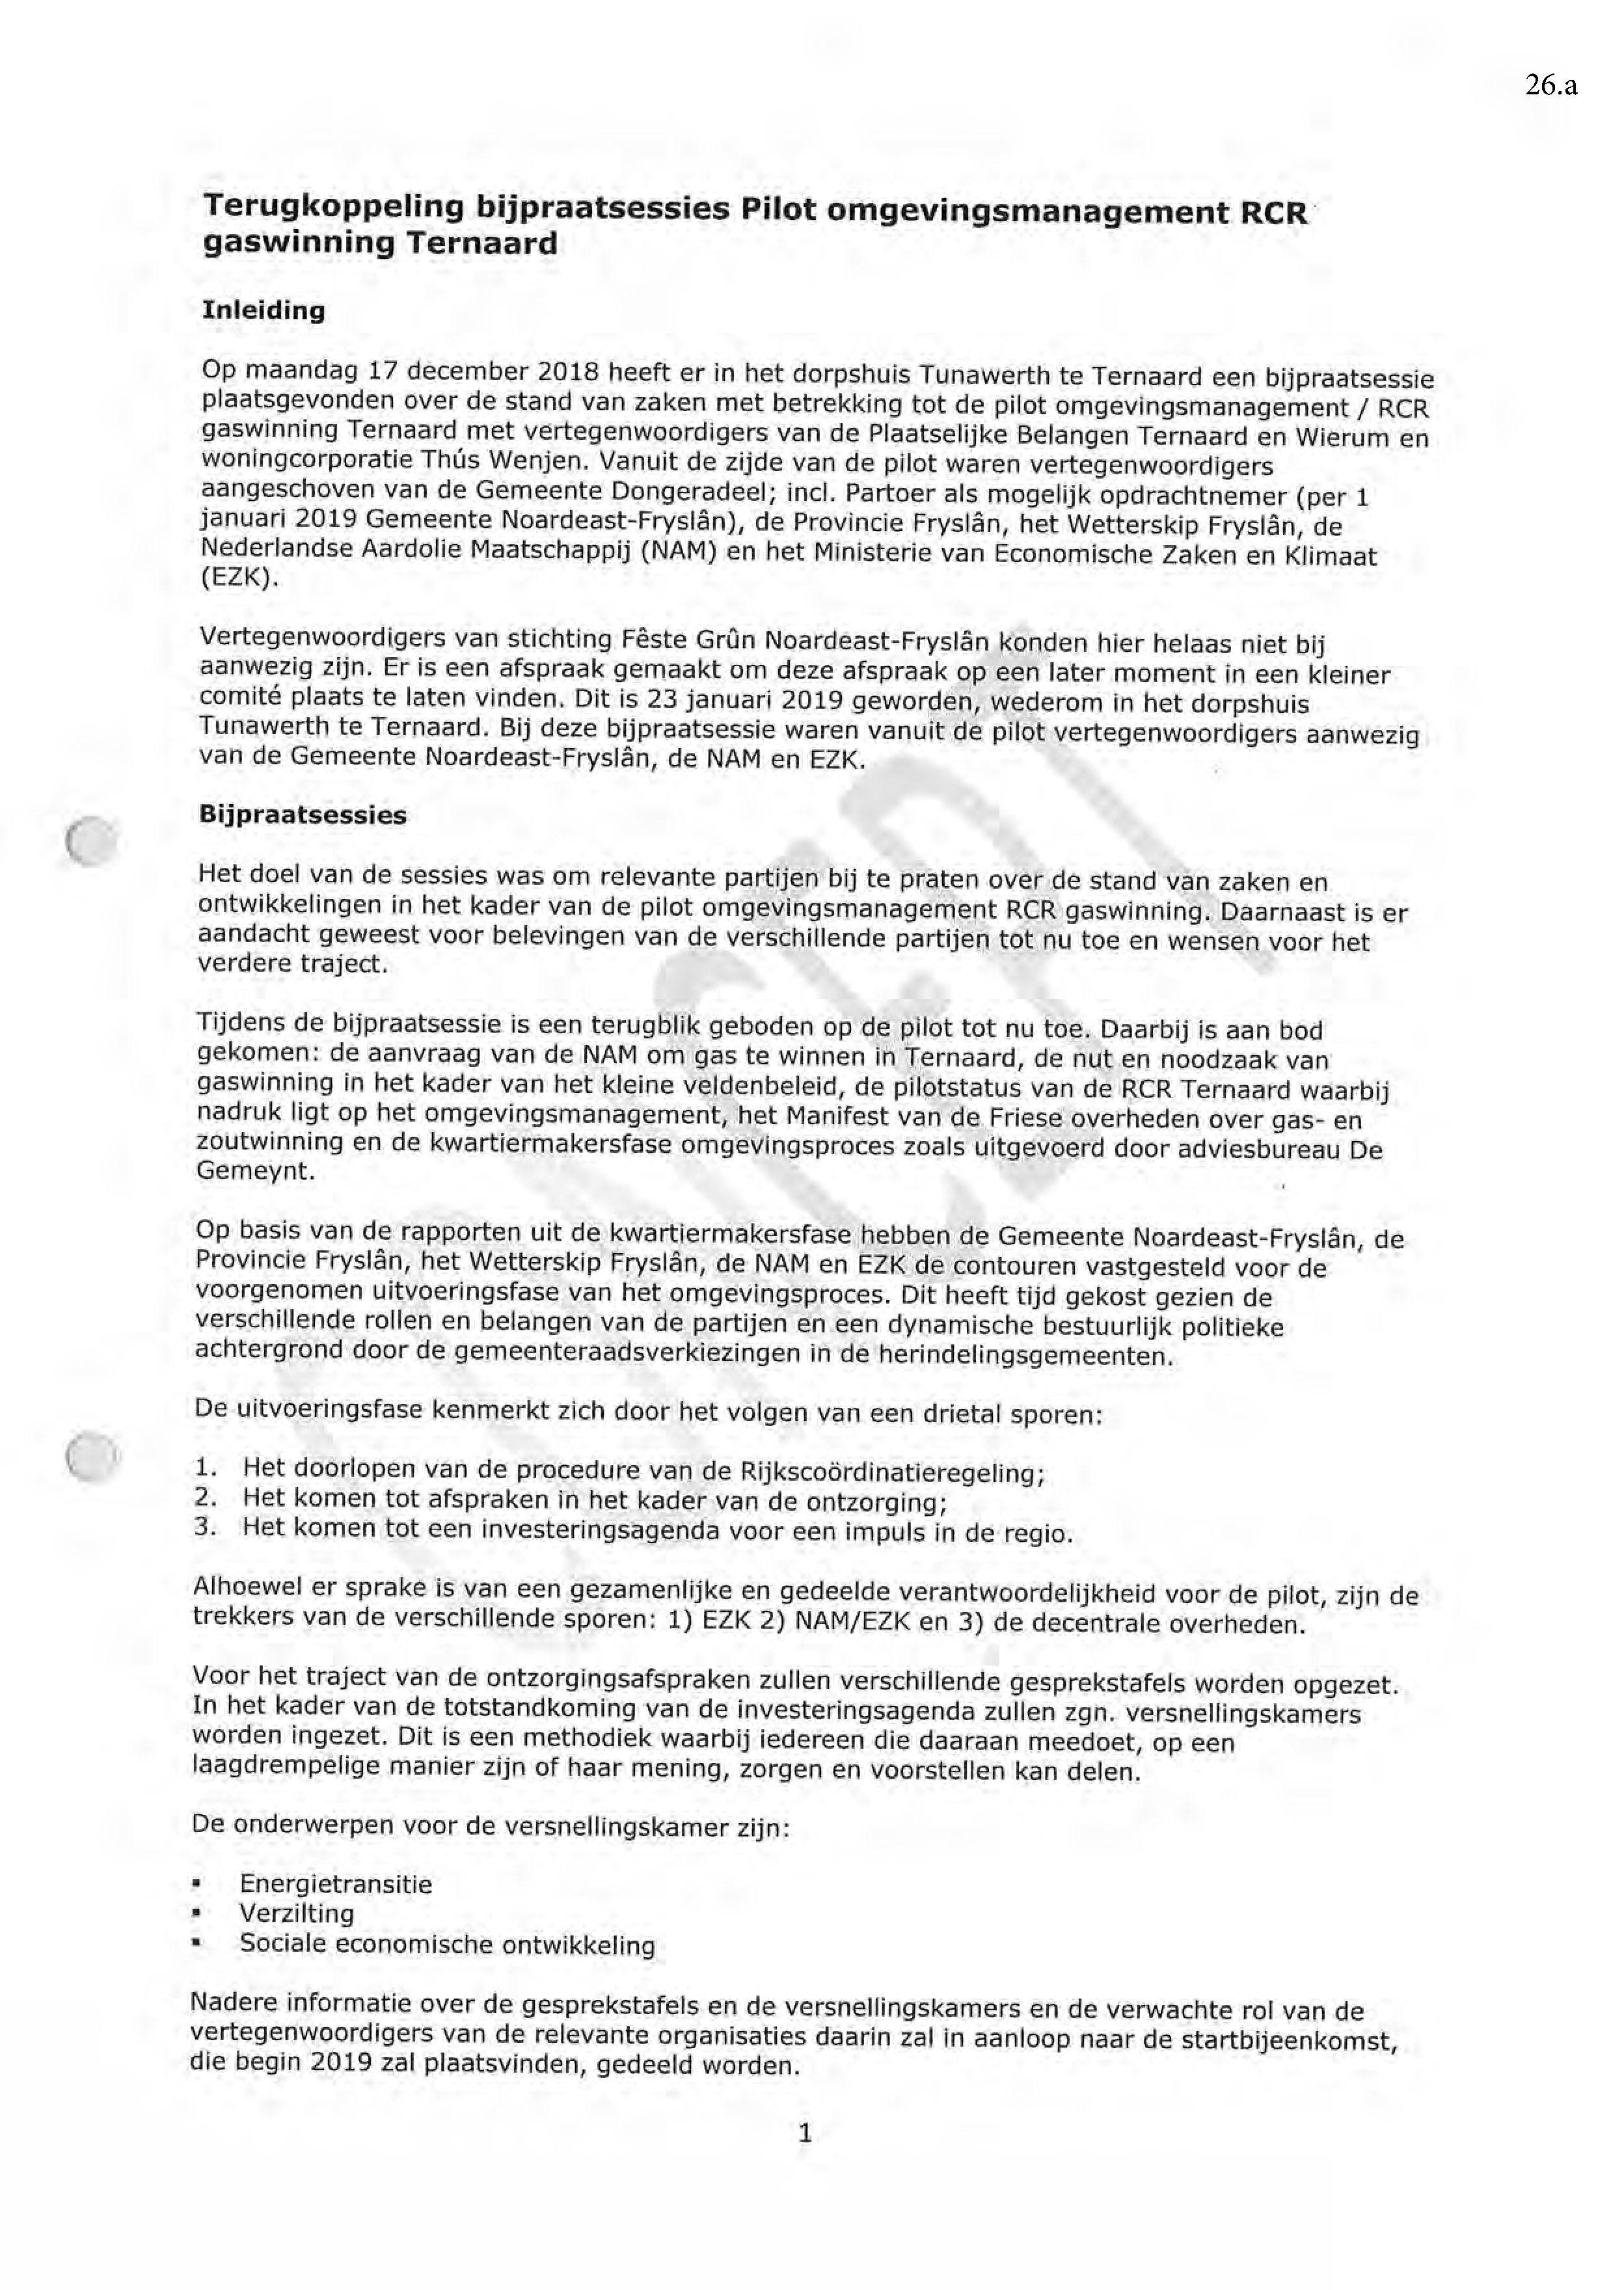 26.a
Terugkoppeling bijpraatsessies Pilot omgevingsmanagement RCR
gaswinning Ternaard
Inleiding
Op maandag 17 december 2018 heeft er in het dorpshuis Tunawerth te Ternaard een bijpraatsessie
plaatsgevonden over de stand van zaken met betrekking tot de pilot omgevingsmanagement / RCR
gaswinning Ternaard met vertegenwoordigers van de Plaatselijke Belangen Ternaard en Wierum en
woningcorporatie Thús Wenjen. Vanuit de zijde van de pilot waren vertegenwoordigers
aangeschoven van de Gemeente Dongeradeel; incl. Partoer als mogelijk opdrachtnemer (per 1
januari 2019 Gemeente Noardeast-Fryslân), de Provincie Fryslân, het Wetterskip Fryslân, de
Nederlandse Aardolie Maatschappij (NAM) en het Ministerie van Economische Zaken en Klimaat
(EZK).
Vertegenwoordigers van stichting Fêste Grûn Noardeast-Fryslân konden hier helaas niet bij
aanwezig zijn. Er is een afspraak gemaakt om deze afspraak op een later moment in een kleiner
comité plaats te laten vinden. Dit is 23 januari 2019 geworden, wederom in het dorpshuis
Tunawerth te Ternaard. Bij deze bijpraatsessie waren vanuit de pilot vertegenwoordigers aanwezig
van de Gemeente Noardeast-Fryslân, de NAM en EZK.
Bijpraatsessies
Het doel van de sessies was om relevante partijen bij te praten over de stand van zaken en
ontwikkelingen in het kader van de pilot omgevingsmanagement RCR gaswinning. Daarnaast is er
aandacht geweest voor belevingen van de verschillende partijen tot nu toe en wensen voor het
verdere traject.
Tijdens de bijpraatsessie is een terugblik geboden op de pilot tot nu toe. Daarbij is aan bod
gekomen: de aanvraag van de NAM om gas te winnen in Ternaard, de nut en noodzaak van
gaswinning in het kader van het kleine veldenbeleid, de pilotstatus van de RCR Ternaard waarbij
nadruk ligt op het omgevingsmanagement, het Manifest van de Friese overheden over gas- en
zoutwinning en de kwartiermakersfase omgevingsproces zoals uitgevoerd door adviesbureau De
Gemeynt.
Op basis van de rapporten uit de kwartiermakersfase hebben de Gemeente Noardeast-Fryslân, de
Provincie Fryslân, het Wetterskip Fryslân, de NAM en EZK de contouren vastgesteld voor de
voorgenomen uitvoeringsfase van het omgevingsproces. Dit heeft tijd gekost gezien de
verschillende rollen en belangen van de partijen en een dynamische bestuurlijk politieke
achtergrond door de gemeenteraadsverkiezingen in de herindelingsgemeenten.
De uitvoeringsfase kenmerkt zich door het volgen van een drietal sporen:
1. Het doorlopen van de procedure van de Rijkscoördinatieregeling;
2. Het komen tot afspraken in het kader van de ontzorging;
3. Het komen tot een investeringsagenda voor een impuls in de regio.
Alhoewel er sprake is van een gezamenlijke en gedeelde verantwoordelijkheid voor de pilot, zijn de
trekkers van de verschillende sporen: 1) EZK 2) NAM/EZK en 3) de decentrale overheden.
Voor het traject van de ontzorgingsafspraken zullen verschillende gesprekstafels worden opgezet.
In het kader van de totstandkoming van de investeringsagenda zullen zgn. versnellingskamers
worden ingezet. Dit is een methodiek waarbij iedereen die daaraan meedoet, op een
laagdrempelige manier zijn of haar mening, zorgen en voorstellen kan delen.
De onderwerpen voor de versnellingskamer zijn:
▪ Energietransitie
▪ Verzilting
▪ Sociale economische ontwikkeling
Nadere informatie over de gesprekstafels en de versnellingskamers en de verwachte rol van de
vertegenwoordigers van de relevante organisaties daarin zal in aanloop naar de startbijeenkomst,
die begin 2019 zal plaatsvinden, gedeeld worden.
1
CONCEPT